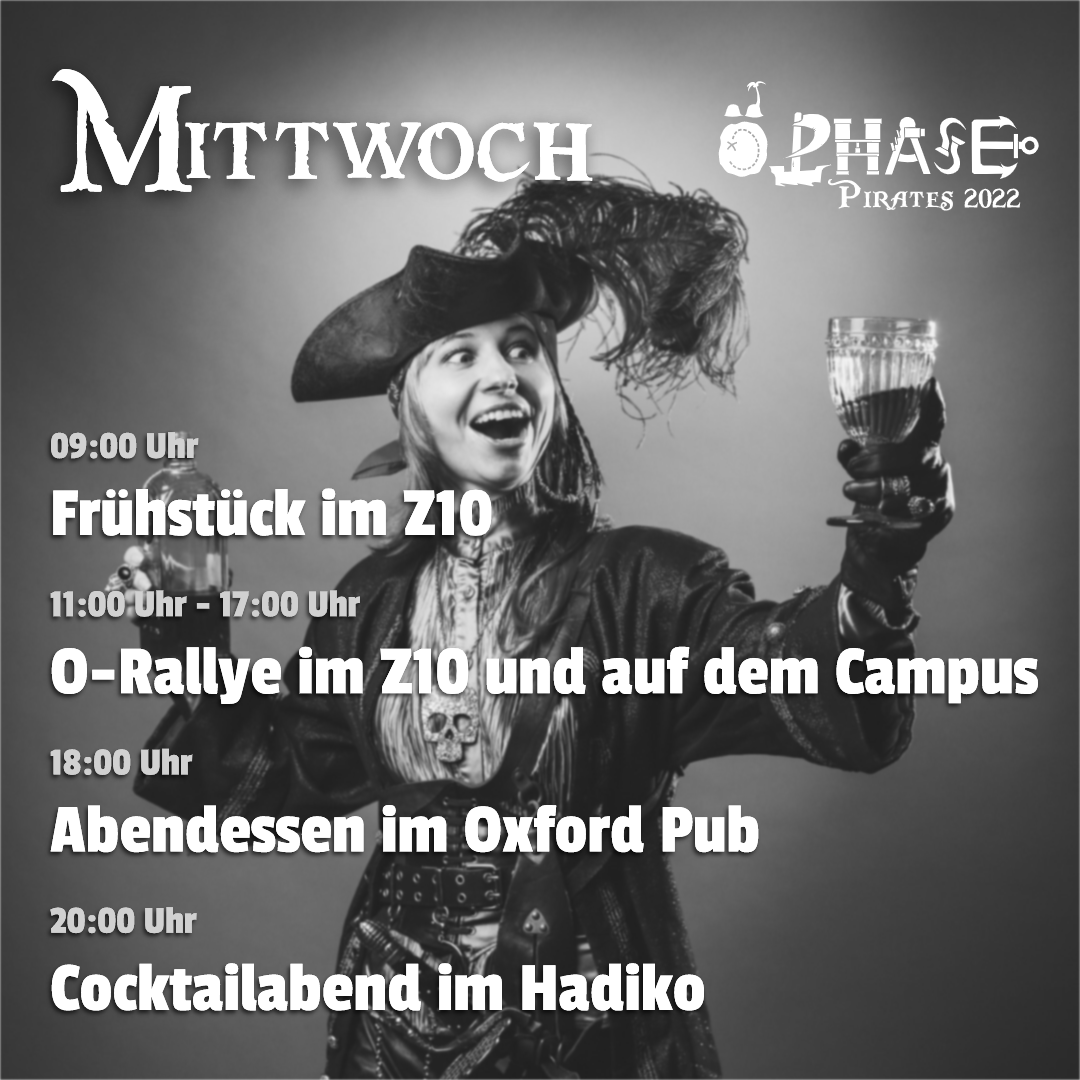 Mittwoch
Ö PHASE
Pirates 2022
09:00 Uhr
Frühstück im Z10
11:00 Uhr - 17:00 Uhr
O-Rallye im Z10 und auf dem Campus
18:00 Uhr
Abendessen im Oxford Pub
20:00 Uhr
Cocktailabend im Hadiko